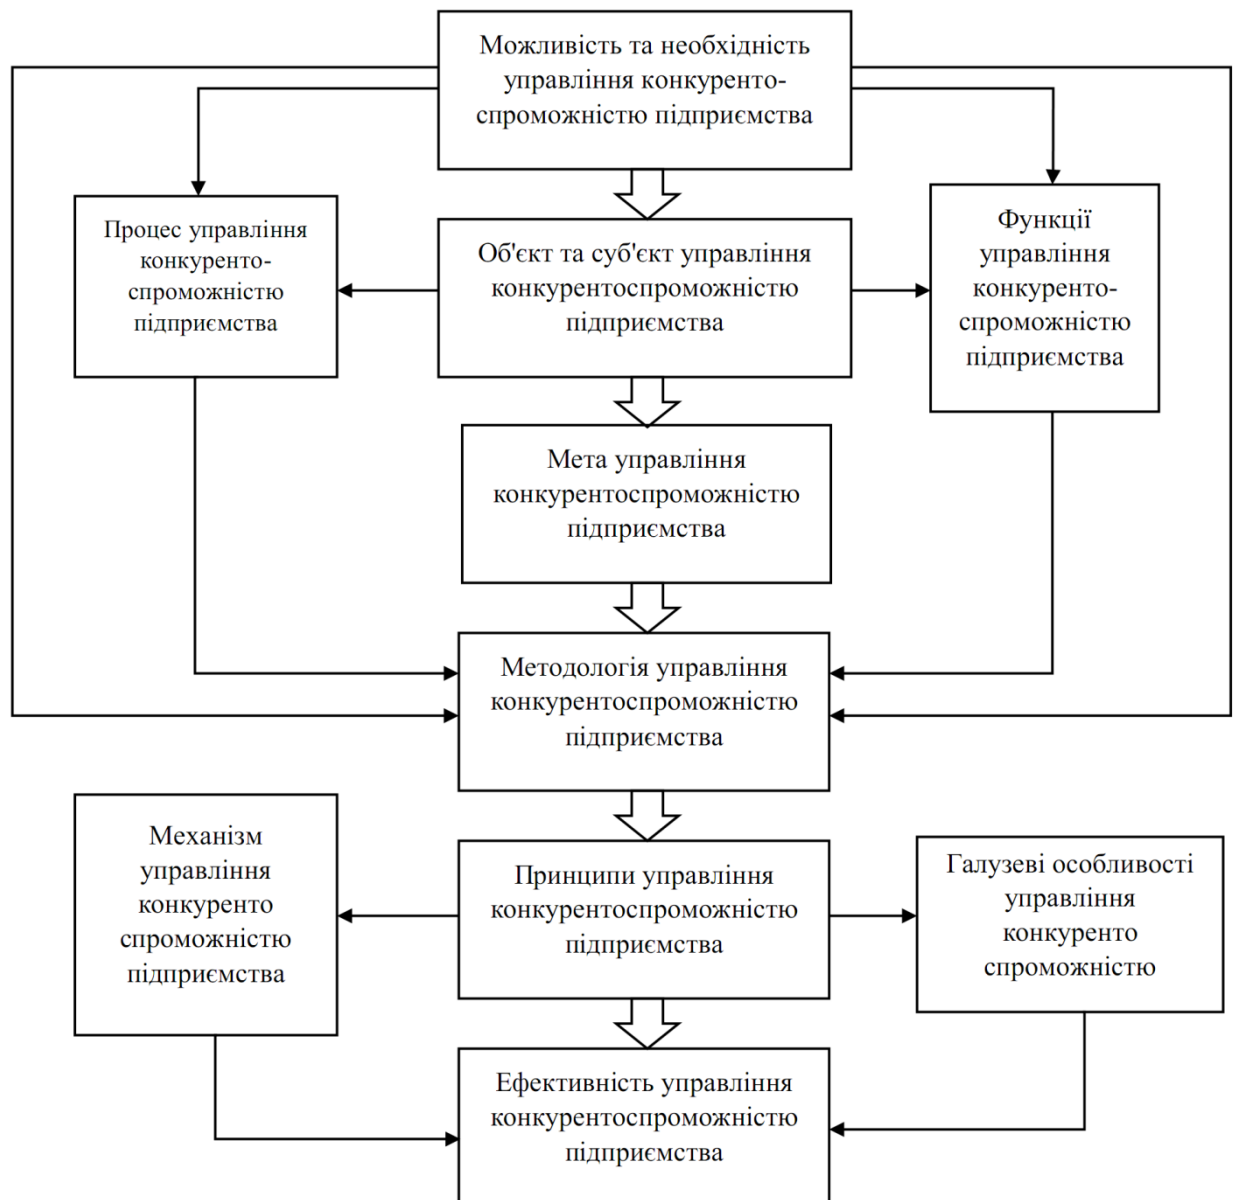 Можливість та необхідність
управління конкуренто-
спроможністю підприємства
Процес управління
конкуренто-
спроможністю
підприємства
Об'єкт та суб'єкт управління
конкурентоспроможністю
підприємства
Функції
управління
конкуренто-
спроможністю
підприємства
Мета управління
конкурентоспроможністю
підприємства
Методологія управління
конкурентоспроможністю
підприємства
Механізм
управління
конкуренто
спроможністю
підприємства
Принципи управління
конкурентоспроможністю
підприємства
Галузеві особливості
управління
конкуренто
спроможністю
Ефективність управління
конкурентоспроможністю
підприємства